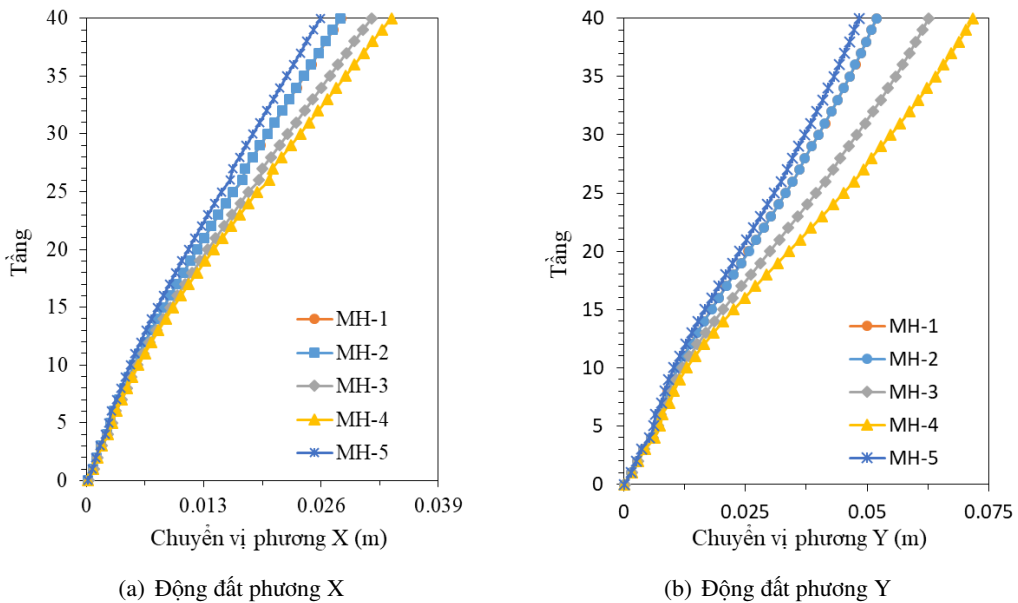 40
35
30
25
20
15
10
5
0
Tầng
MH-1
MH-2
MH-3
MH-4
MH-5
0 0.013 0.026 0.039
Chuyển vị phương X (m)
(a) Động đất phương X
40
35
30
25
20
15
10
5
0
Tầng
MH-1
MH-2
MH-3
MH-4
MH-5
0 0.025 0.05 0.075
Chuyển vị phương Y (m)
(b) Động đất phương Y